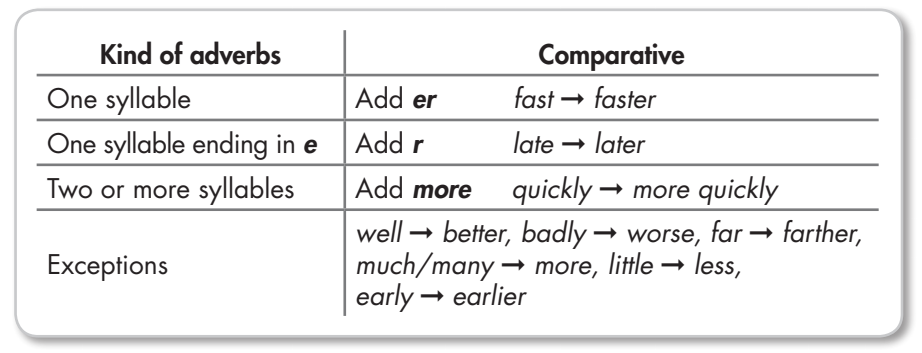 Kind of adverbs Comparative
One syllable Add er fast → faster
One syllable ending in e Add r late → later
Two or more syllables Add more quickly → more quickly
Exceptions
well → better, badly → worse, far → farther,
much/many → more, little → less,
early → earlier